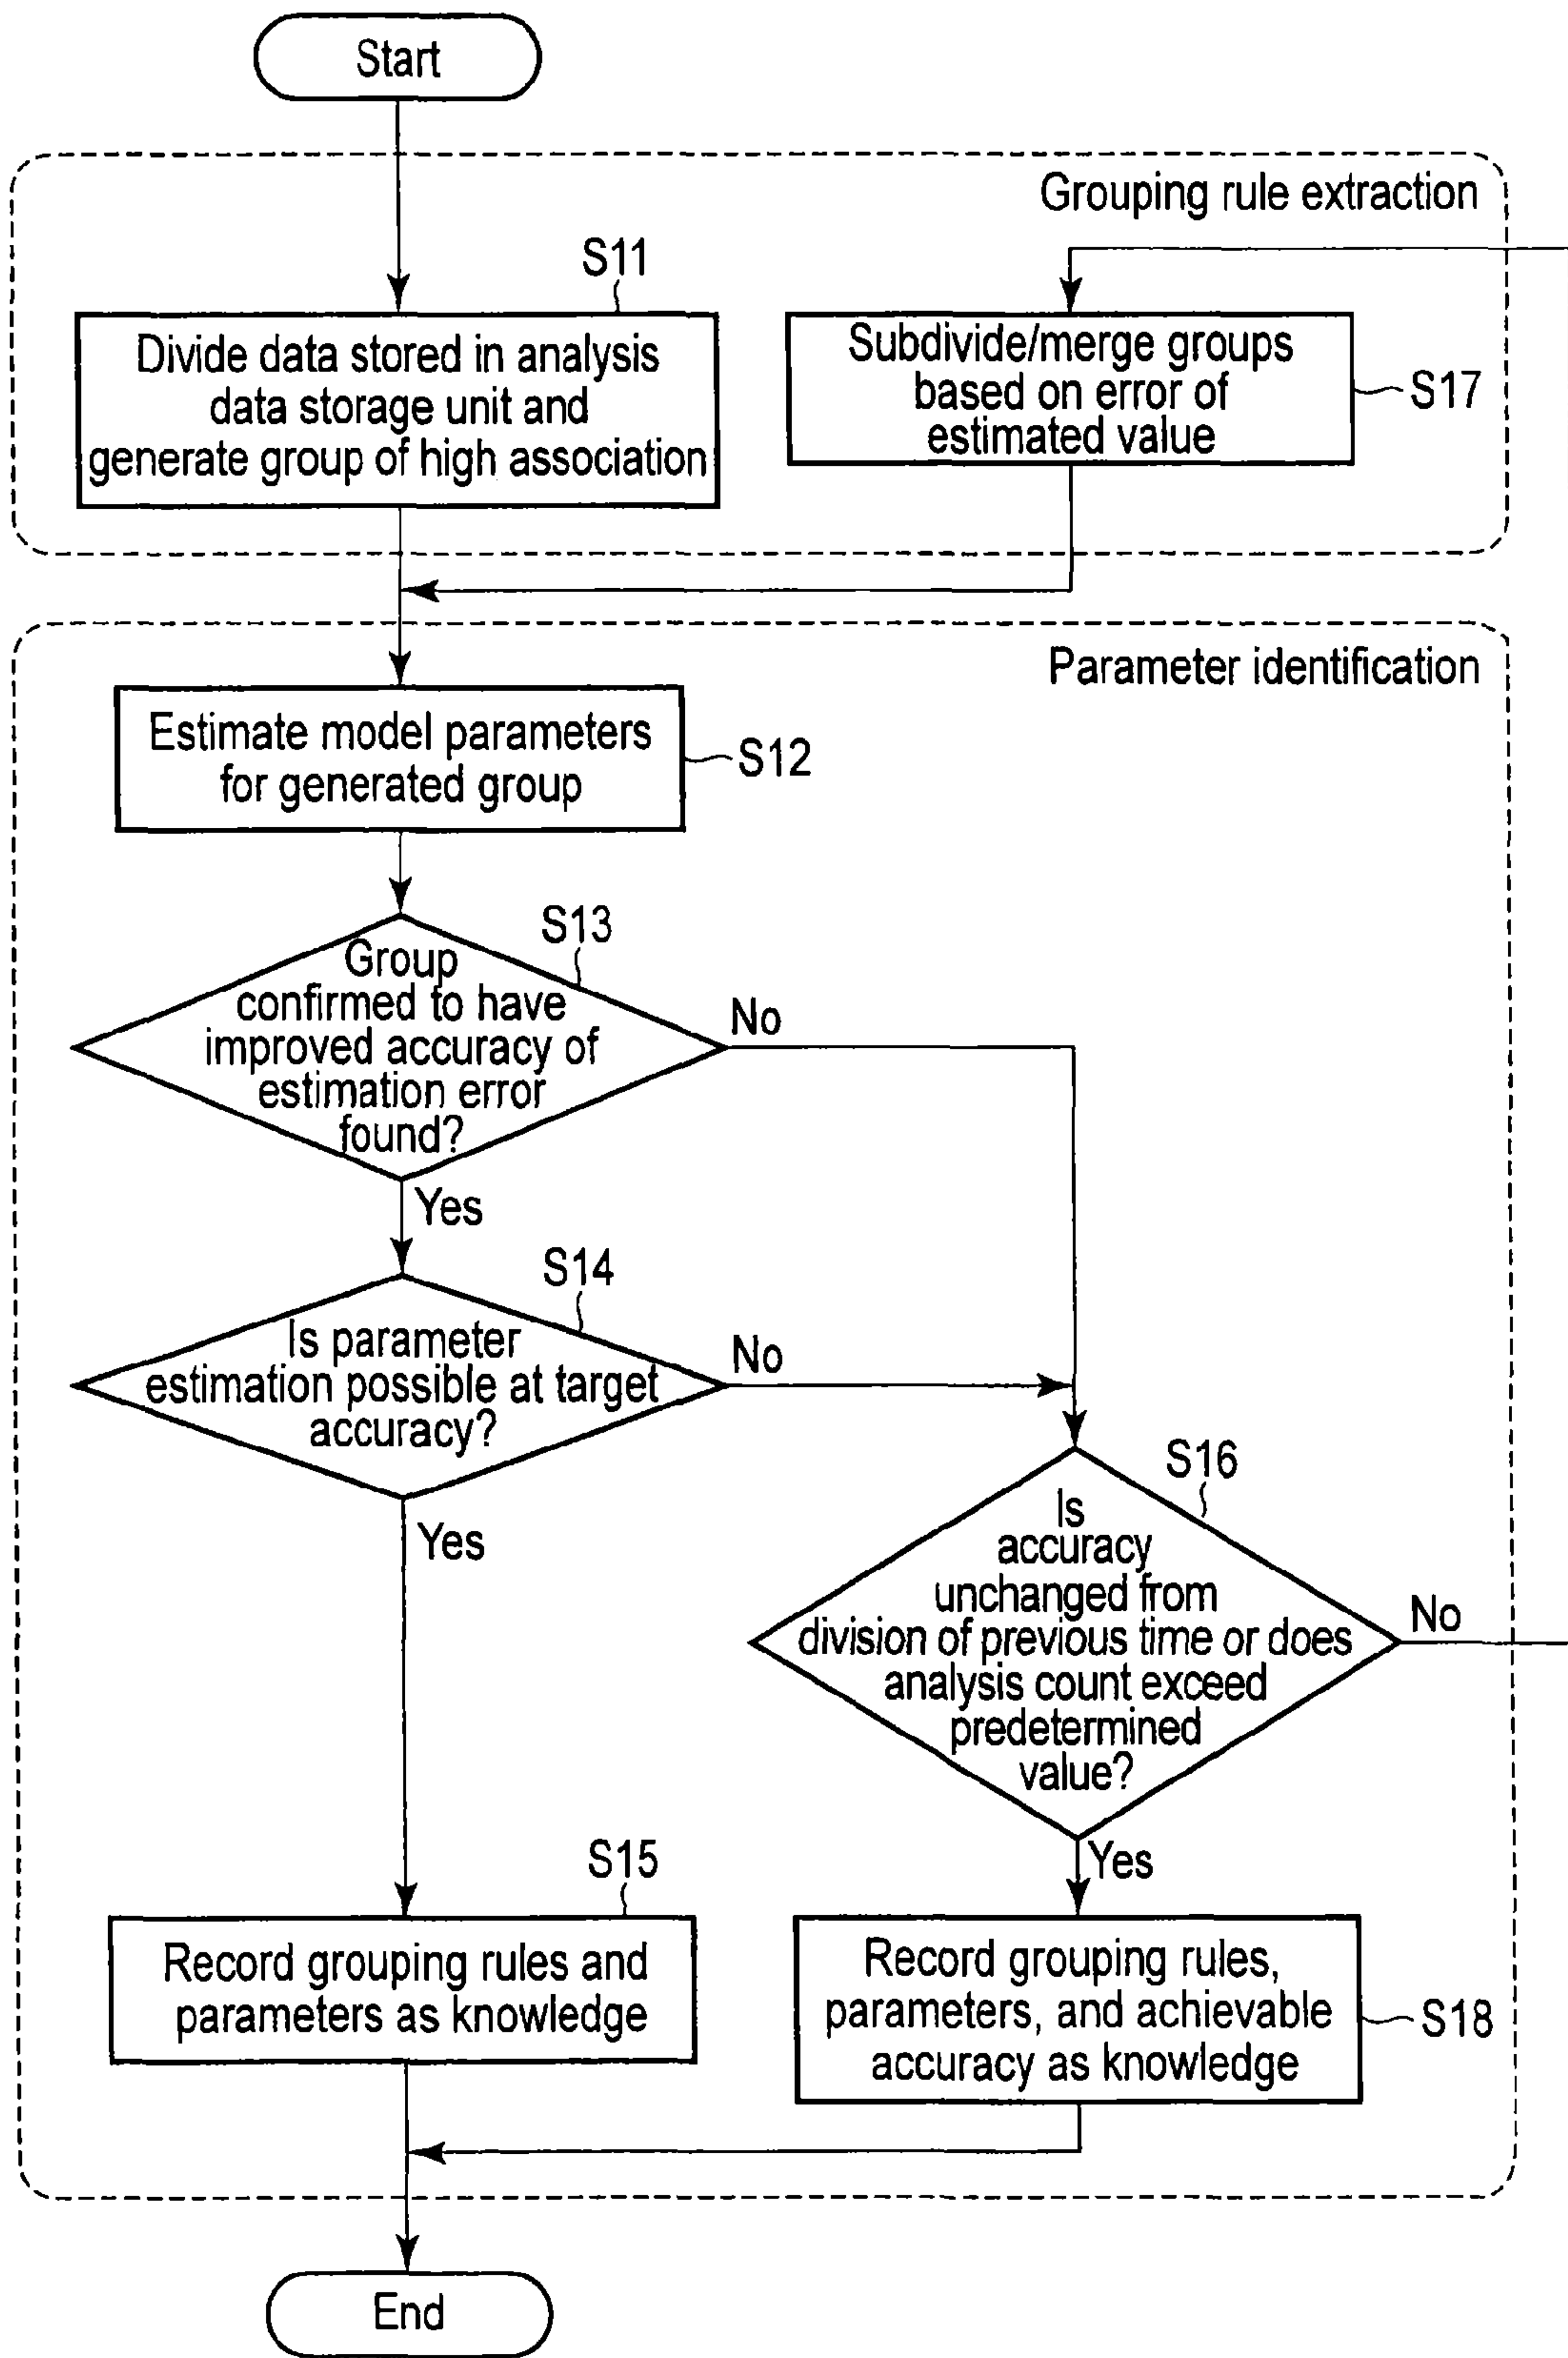 Start
Grouping rule extraction
S11
Divide data stored in analysis
data storage unit and
generate group of high association
Subdivide/merge groups
based on error of
estimated value
S17
Parameter identification
Estimate model parameters
for generated group
S12
S13
Group
confirmed to have
improved accuracy of
estimation error
found?
No
Yes
S14
Is parameter
estimation possible at target
accuracy?
No
Yes
S16
Is
accuracy
unchanged from
division of previous time or does
analysis count exceed
predetermined
value?
No
Yes
S15
Record grouping rules and
parameters as knowledge
Record grouping rules,
parameters, and achievable
accuracy as knowledge
S18
End